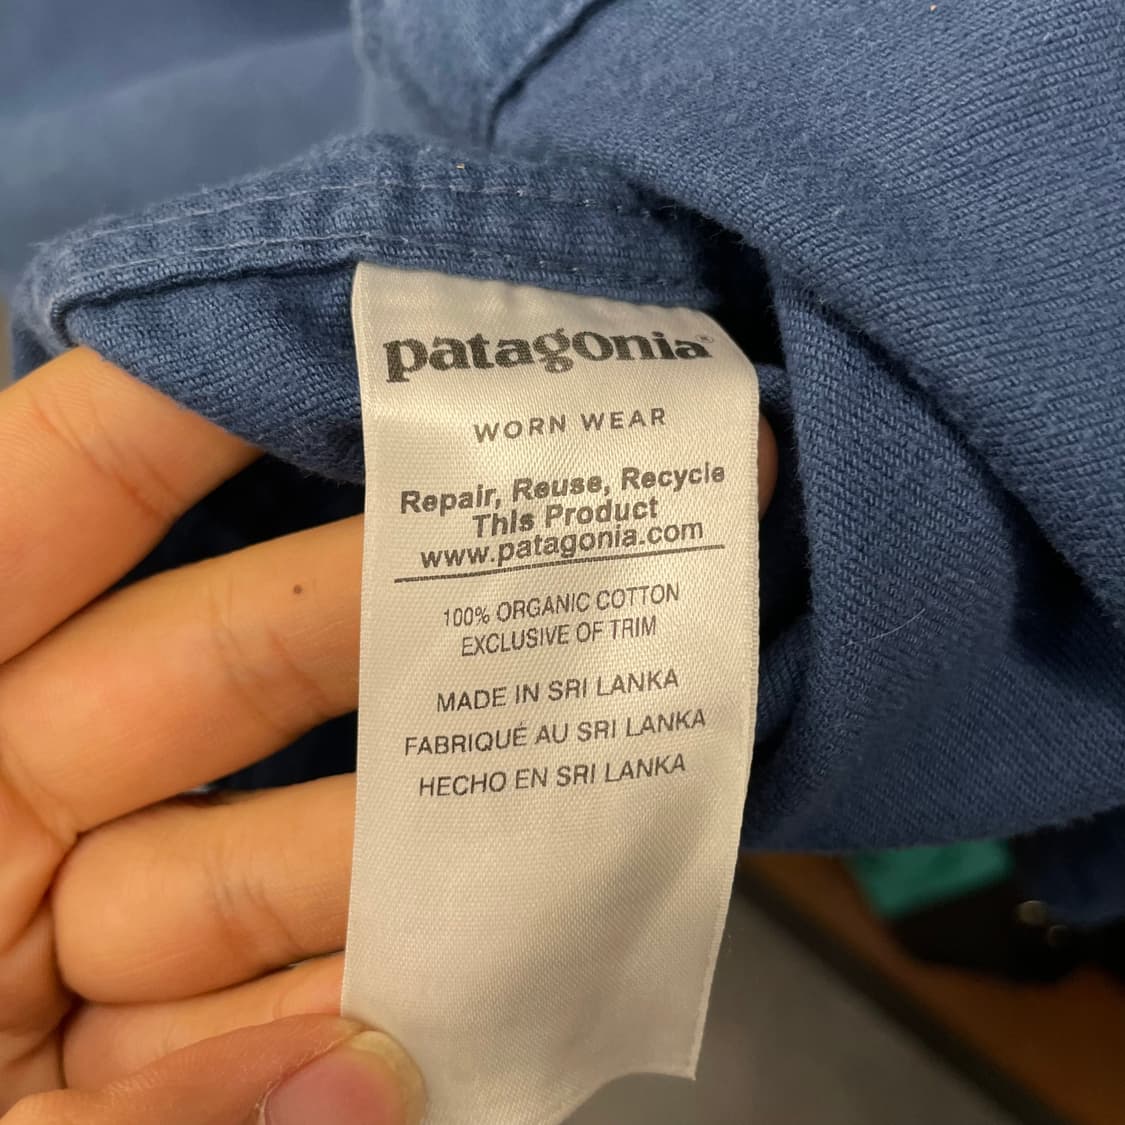 patagonia®
WORN WEAR
Repair, Reuse, Recycle
This Product
www.patagonia.com
100% ORGANIC COTTON
EXCLUSIVE OF TRIM
MADE IN SRI LANKA
FABRIQUÉ AU SRI LANKA
HECHO EN SRI LANKA